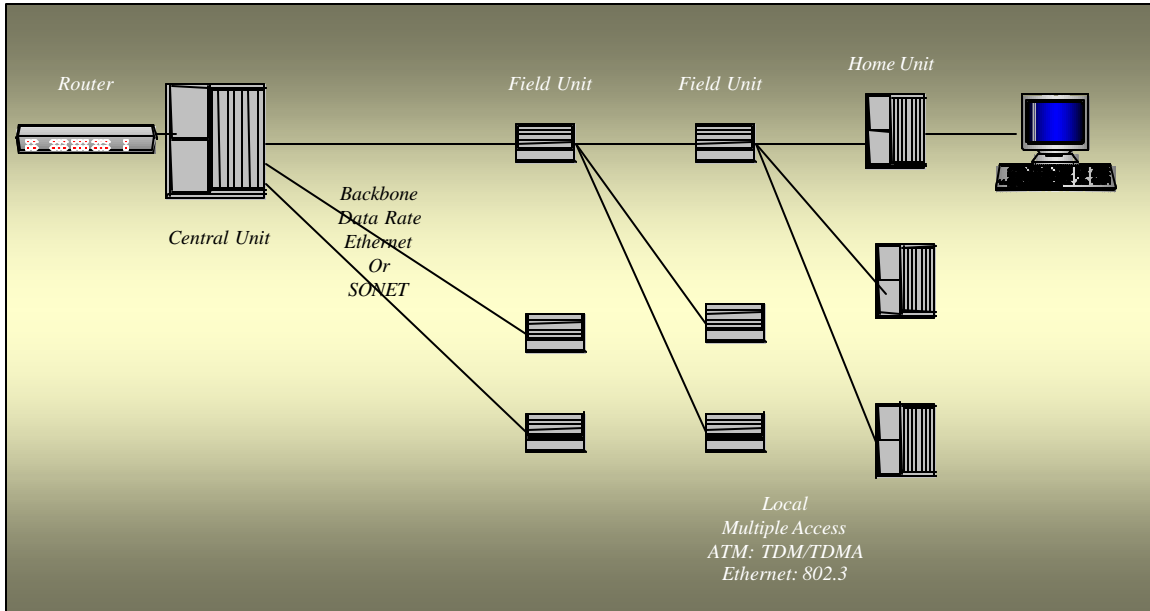 Router
Field Unit
Field Unit
Home Unit
Central Unit
Backbone
Data Rate
Ethernet
Or
SONET
Local
Multiple Access
ATM: TDM/TDMA
Ethernet: 802.3